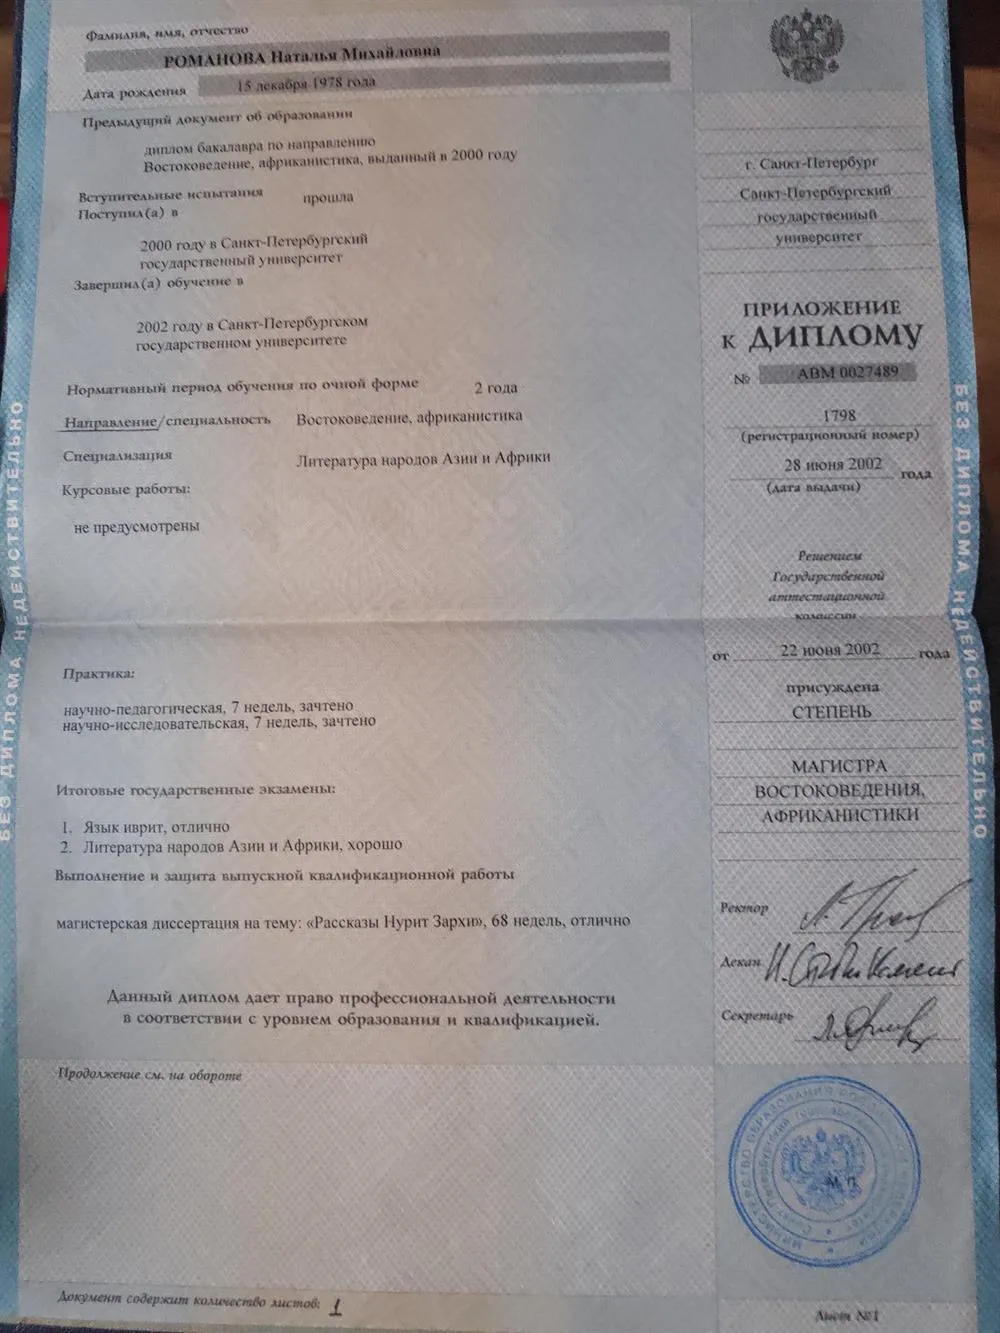 Фамилия, имя, отчество
РОМАНОВА Наталья Михайловна
Дата рождения 15 декабря 1978 года
Предыдущий документ об образовании
диплом бакалавра по направлению
Востоковедение, африканистика, выданный в 2000 году
Вступительные испытания прошла
Поступил(а) в
2000 году в Санкт-Петербургский
государственный университет
Завершил(а) обучение в
2002 году в Санкт-Петербургском
государственном университете
Нормативный период обучения по очной форме 2 года
Направление/специальность Востоковедение, африканистика
Специализация Литература народов Азии и Африки
Курсовые работы:
не предусмотрены
Практика:
научно-педагогическая, 7 недель, зачтено
научно-исследовательская, 7 недель, зачтено
Итоговые государственные экзамены:
1. Язык иврит, отлично
2. Литература народов Азии и Африки, хорошо
Выполнение и защита выпускной квалификационной работы
магистерская диссертация на тему: «Рассказы Нурит Зархи», 68 недель, отлично
Данный диплом дает право профессиональной деятельности
в соответствии с уровнем образования и квалификацией.
Продолжение см. на обороте
Документ содержит количество листов: 1
г. Санкт-Петербург
Санкт-Петербургский
государственный
университет
ПРИЛОЖЕНИЕ
к ДИПЛОМУ
№ АВМ 0027489
1798
(регистрационный номер)
28 июня 2002 года
(дата выдачи)
Решением
Государственной
аттестационной
комиссии
от 22 июня 2002 года
присуждена
СТЕПЕНЬ
МАГИСТРА
ВОСТОКОВЕДЕНИЯ,
АФРИКАНИСТИКИ
Ректор
Декан
Секретарь
М.П.
Лист №1
БЕЗ ДИПЛОМА НЕДЕЙСТВИТЕЛЬНО
БЕЗ ДИПЛОМА НЕДЕЙСТВИТЕЛЬНО